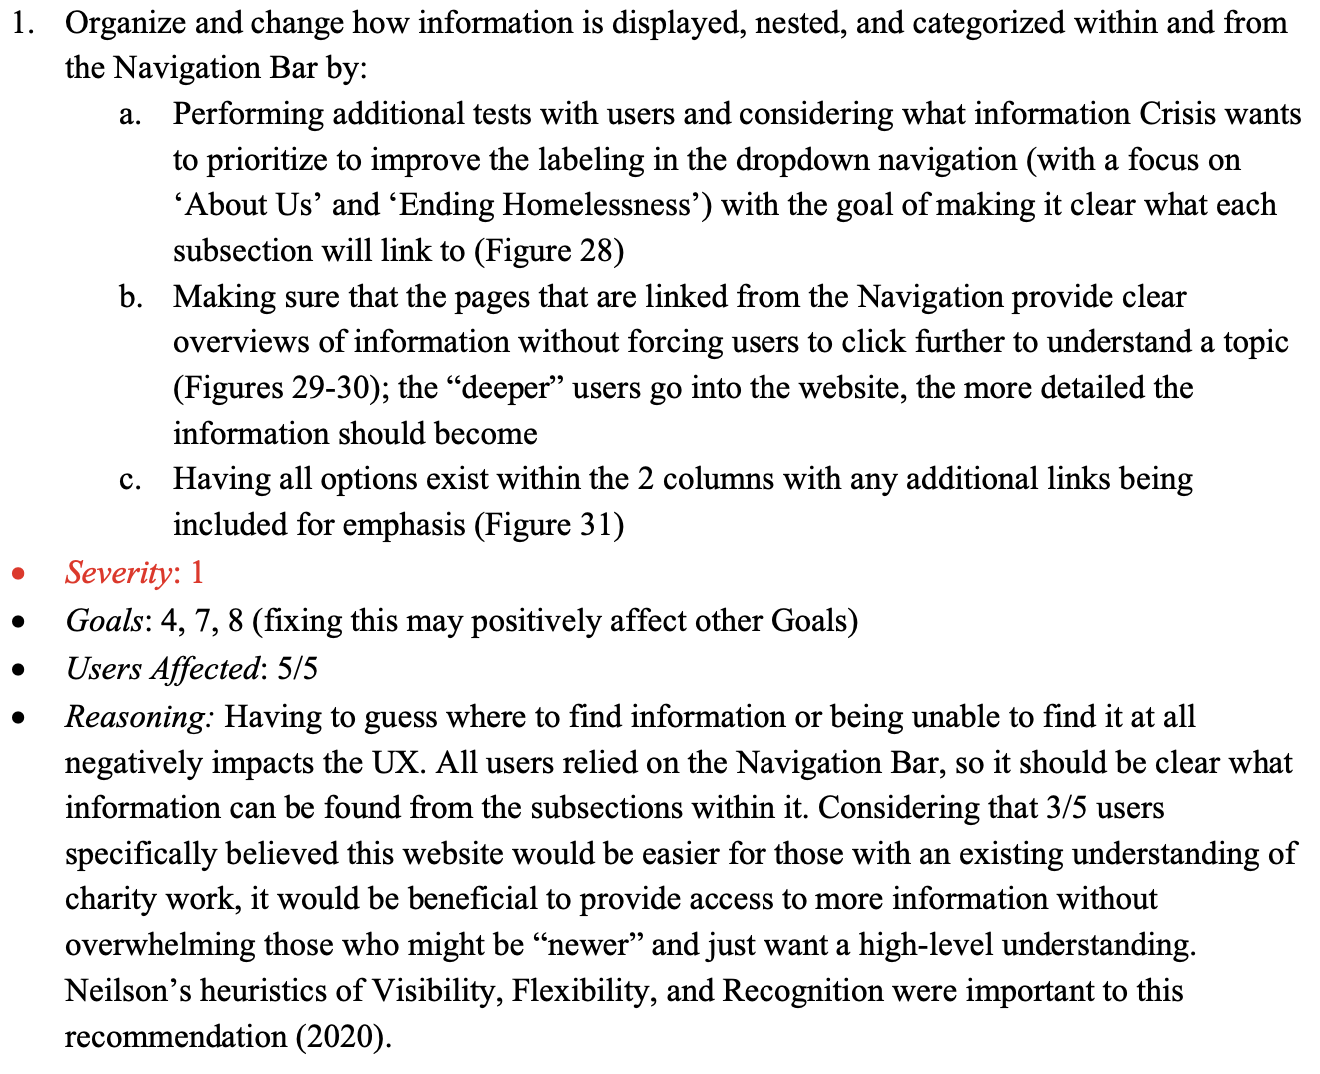 1. Organize and change how information is displayed, nested, and categorized within and from
the Navigation Bar by:
a. Performing additional tests with users and considering what information Crisis wants
to prioritize to improve the labeling in the dropdown navigation (with a focus on
‘About Us’ and ‘Ending Homelessness’) with the goal of making it clear what each
subsection will link to (Figure 28)
b. Making sure that the pages that are linked from the Navigation provide clear
overviews of information without forcing users to click further to understand a topic
(Figures 29-30); the “deeper” users go into the website, the more detailed the
information should become
c. Having all options exist within the 2 columns with any additional links being
included for emphasis (Figure 31)
• Severity: 1
• Goals: 4, 7, 8 (fixing this may positively affect other Goals)
• Users Affected: 5/5
• Reasoning: Having to guess where to find information or being unable to find it at all
negatively impacts the UX. All users relied on the Navigation Bar, so it should be clear what
information can be found from the subsections within it. Considering that 3/5 users
specifically believed this website would be easier for those with an existing understanding of
charity work, it would be beneficial to provide access to more information without
overwhelming those who might be “newer” and just want a high-level understanding.
Neilson’s heuristics of Visibility, Flexibility, and Recognition were important to this
recommendation (2020).